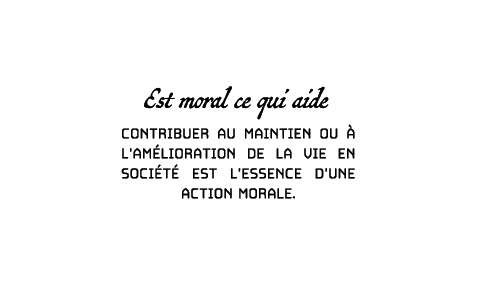 Est moral ce qui aide
CONTRIBUER AU MAINTIEN OU À
L'AMÉLIORATION DE LA VIE EN
SOCIÉTÉ EST L'ESSENCE D'UNE
ACTION MORALE.